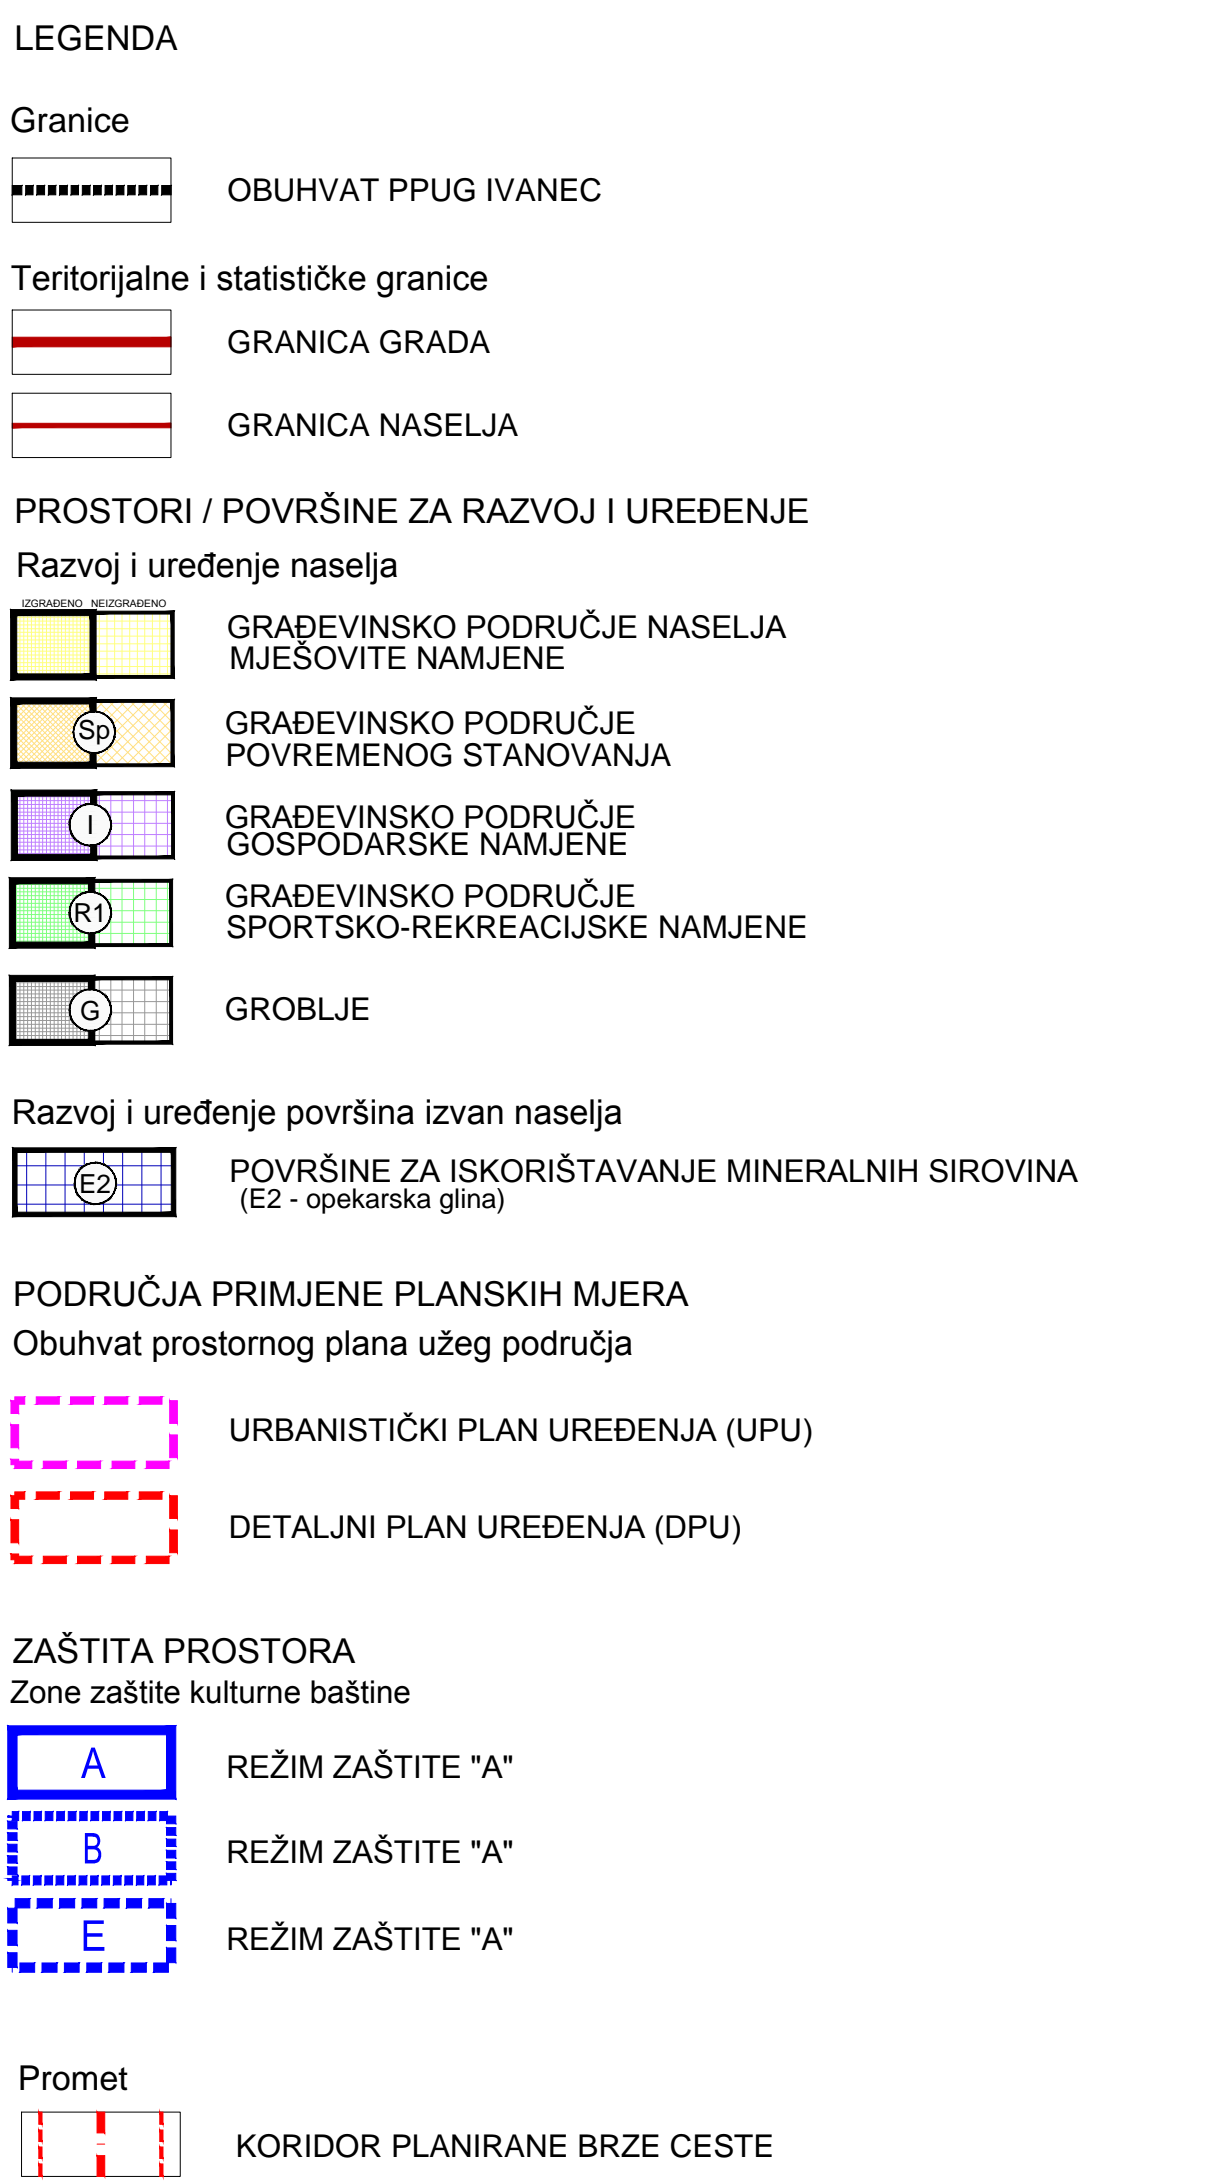 LEGENDA
Granice
OBUHVAT PPUG IVANEC
Teritorijalne i statističke granice
GRANICA GRADA
GRANICA NASELJA
PROSTORI / POVRŠINE ZA RAZVOJ I UREĐENJE
Razvoj i uređenje naselja
IZGRAĐENO NEIZGRAĐENO
GRAĐEVINSKO PODRUČJE NASELJA
MJEŠOVITE NAMJENE
Sp
GRAĐEVINSKO PODRUČJE
POVREMENOG STANOVANJA
I
GRAĐEVINSKO PODRUČJE
GOSPODARSKE NAMJENE
R1
GRAĐEVINSKO PODRUČJE
SPORTSKO-REKREACIJSKE NAMJENE
G
GROBLJE
Razvoj i uređenje površina izvan naselja
E2
POVRŠINE ZA ISKORIŠTAVANJE MINERALNIH SIROVINA
(E2 - opekarska glina)
PODRUČJA PRIMJENE PLANSKIH MJERA
Obuhvat prostornog plana užeg područja
URBANISTIČKI PLAN UREĐENJA (UPU)
DETALJNI PLAN UREĐENJA (DPU)
ZAŠTITA PROSTORA
Zone zaštite kulturne baštine
A
REŽIM ZAŠTITE "A"
B
REŽIM ZAŠTITE "A"
E
REŽIM ZAŠTITE "A"
Promet
KORIDOR PLANIRANE BRZE CESTE